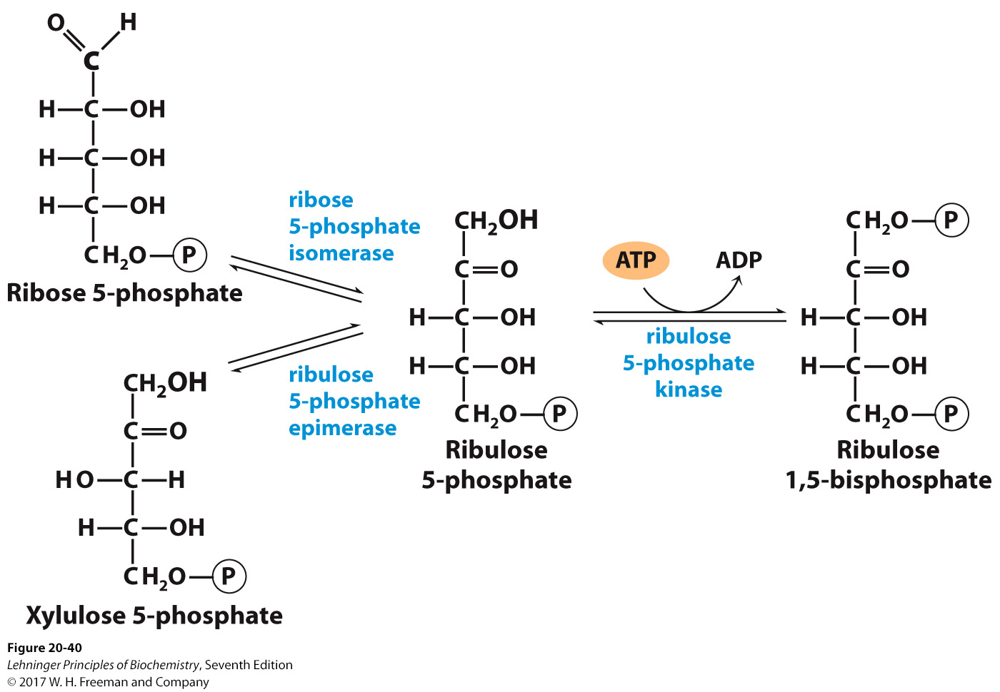 O H
C
H—C—OH
H—C—OH
H—C—OH
CH₂O—P
Ribose 5-phosphate
ribose
5-phosphate
isomerase
CH₂OH
C=O
HO—C—H
H—C—OH
CH₂O—P
Xylulose 5-phosphate
ribulose
5-phosphate
epimerase
CH₂OH
C=O
H—C—OH
H—C—OH
CH₂O—P
Ribulose
5-phosphate
ATP ADP
ribulose
5-phosphate
kinase
CH₂O—P
C=O
H—C—OH
H—C—OH
CH₂O—P
Ribulose
1,5-bisphosphate
Figure 20-40
Lehninger Principles of Biochemistry, Seventh Edition
© 2017 W. H. Freeman and Company